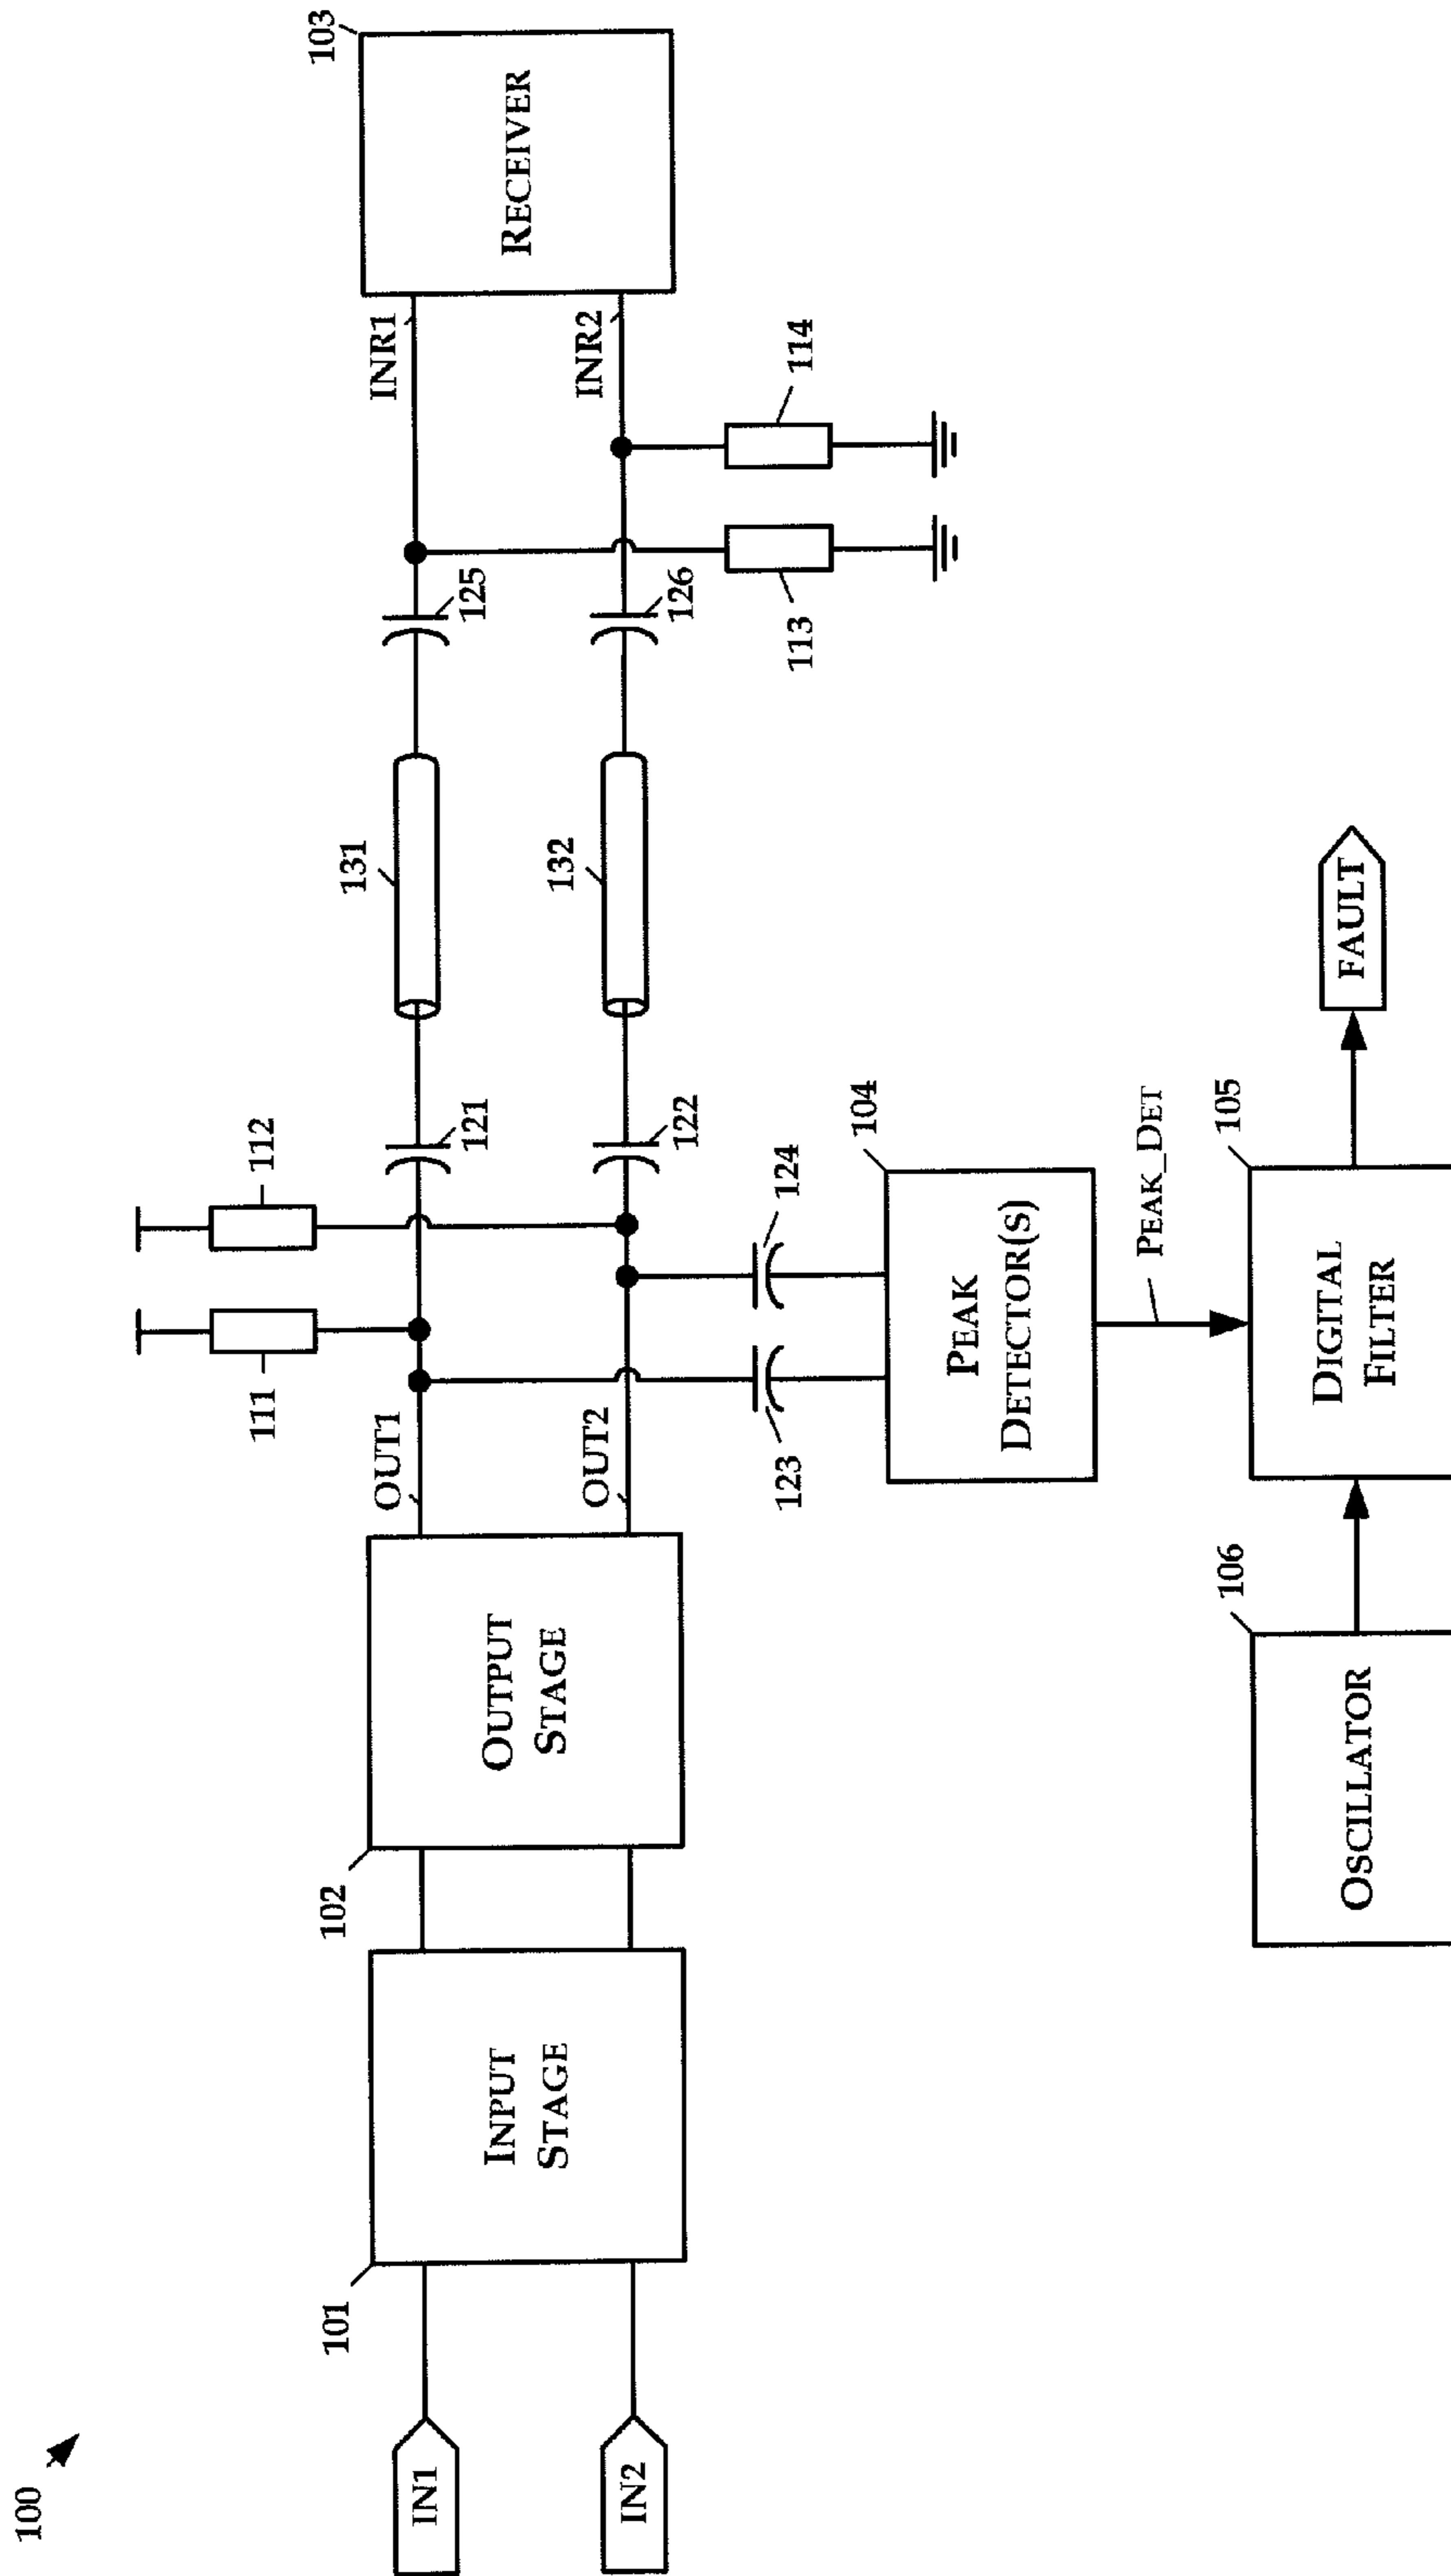 100
IN1
IN2
101
INPUT
STAGE
102
OUTPUT
STAGE
OUT1
OUT2
111
112
121
122
123
124
131
132
125
126
113
114
INR1
INR2
103
RECEIVER
104
PEAK
DETECTOR(S)
PEAK_DET
106
OSCILLATOR
105
DIGITAL
FILTER
FAULT